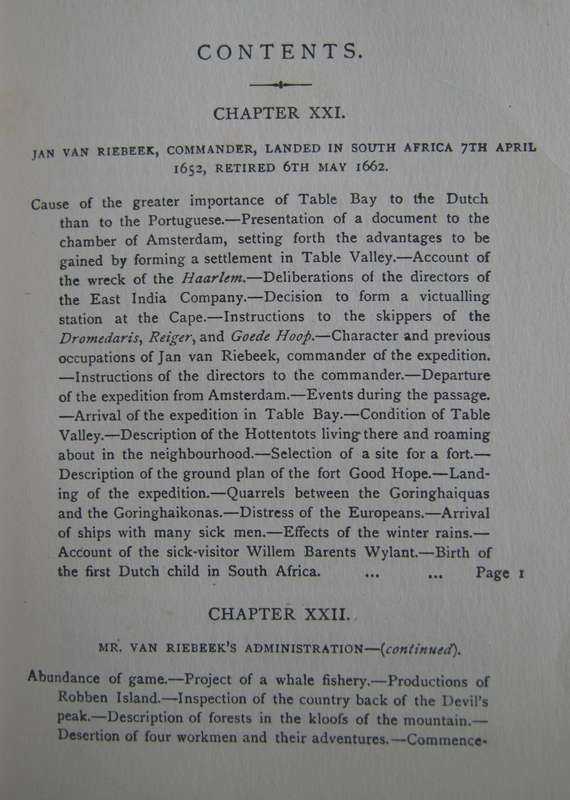 CONTENTS.
CHAPTER XXI.
JAN VAN RIEBEEK, COMMANDER, LANDED IN SOUTH AFRICA 7TH APRIL
1652, RETIRED 6TH MAY 1662.
Cause of the greater importance of Table Bay to the Dutch
than to the Portuguese.—Presentation of a document to the
chamber of Amsterdam, setting forth the advantages to be
gained by forming a settlement in Table Valley.—Account of
the wreck of the Haarlem.—Deliberations of the directors of
the East India Company.—Decision to form a victualling
station at the Cape.—Instructions to the skippers of the
Dromedaris, Reiger, and Goede Hoop.—Character and previous
occupations of Jan van Riebeek, commander of the expedition.
—Instructions of the directors to the commander.—Departure
of the expedition from Amsterdam.—Events during the passage.
—Arrival of the expedition in Table Bay.—Condition of Table
Valley.—Description of the Hottentots living there and roaming
about in the neighbourhood.—Selection of a site for a fort.—
Description of the ground plan of the fort Good Hope.—Land-
ing of the expedition.—Quarrels between the Goringhaiquas
and the Goringhaikonas.—Distress of the Europeans.—Arrival
of ships with many sick men.—Effects of the winter rains.—
Account of the sick-visitor Willem Barents Wylant.—Birth of
the first Dutch child in South Africa. ... ... Page 1
CHAPTER XXII.
MR. VAN RIEBEEK'S ADMINISTRATION—(continued).
Abundance of game.—Project of a whale fishery.—Productions of
Robben Island.—Inspection of the country back of the Devil's
peak.—Description of forests in the kloofs of the mountain.—
Desertion of four workmen and their adventures.—Commence-